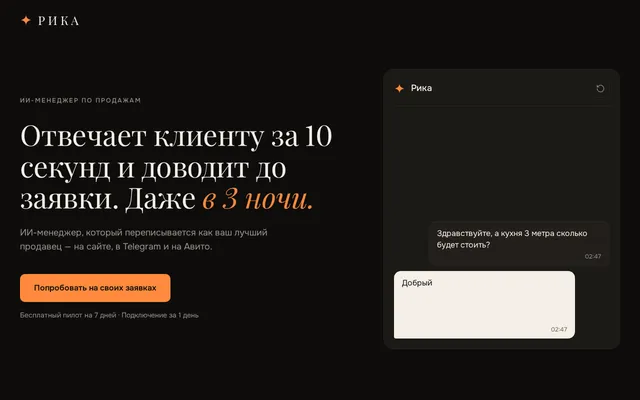 РИКА
ИИ-МЕНЕДЖЕР ПО ПРОДАЖАМ
Отвечает клиенту за 10
секунд и доводит до
заявки. Даже в 3 ночи.
ИИ-менеджер, который переписывается как ваш лучший
продавец — на сайте, в Telegram и на Авито.
Попробовать на своих заявках
Бесплатный пилот на 7 дней · Подключение за 1 день
Рика
Здравствуйте, а кухня 3 метра сколько
будет стоить?
02:47
Добрый
02:47